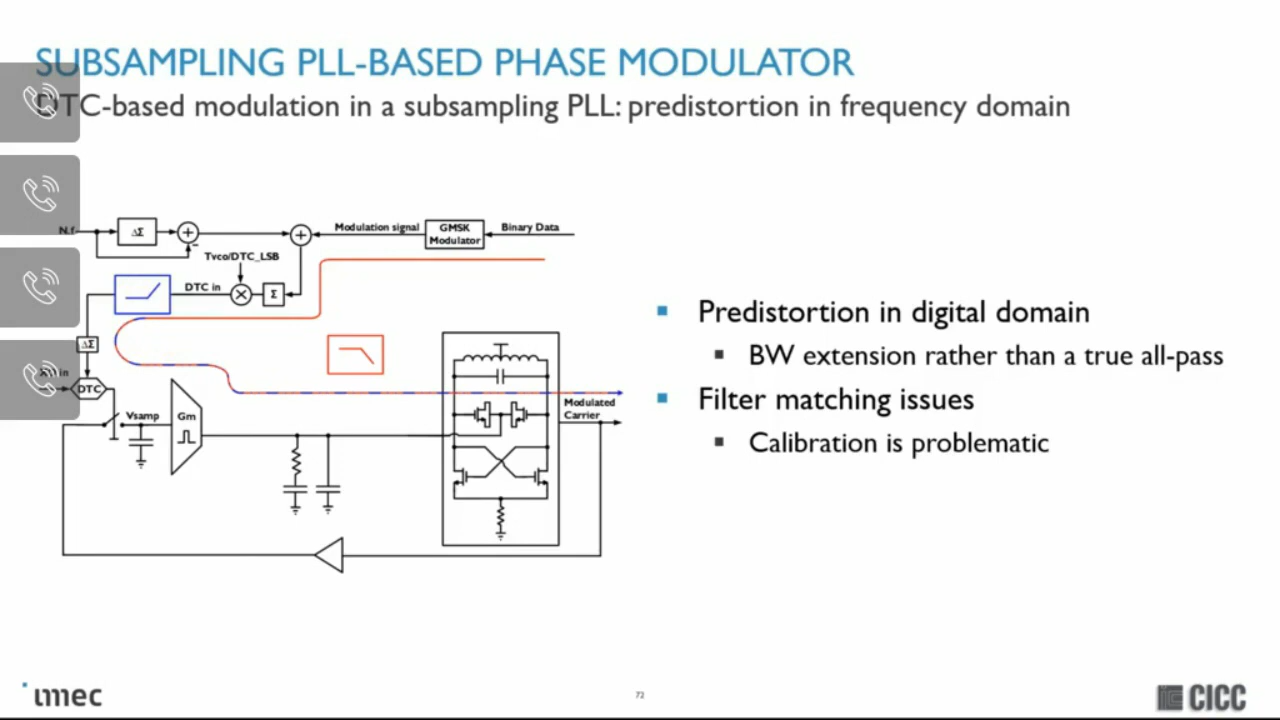 SUBSAMPLING PLL-BASED PHASE MODULATOR
DTC-based modulation in a subsampling PLL: predistortion in frequency domain
N.f
ΔΣ
+
-
+
Modulation signal
GMSK
Modulator
Binary Data
Tvco/DTC_LSB
DTC in
Σ
ΔΣ
in
DTC
Vsamp
Gm
Modulated
Carrier
Predistortion in digital domain
BW extension rather than a true all-pass
Filter matching issues
Calibration is problematic
imec
72
CICC